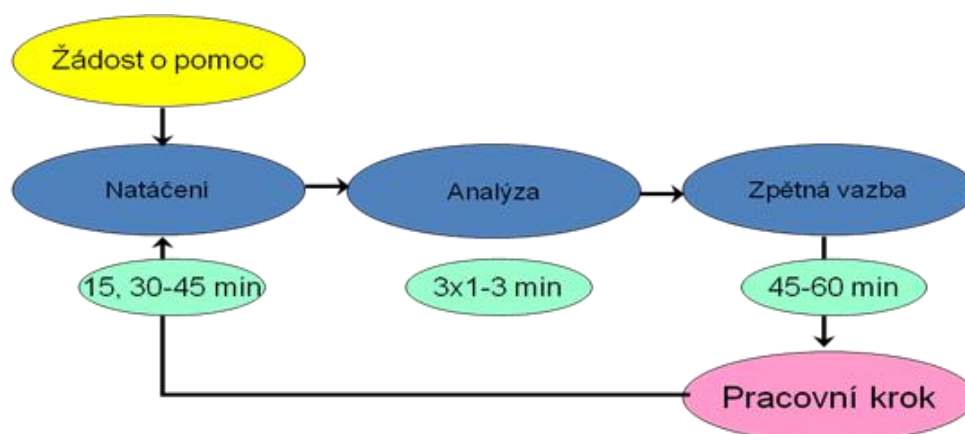 Žádost o pomoc
Natáčení
Analýza
Zpětná vazba
15, 30-45 min
3x1-3 min
45-60 min
Pracovní krok